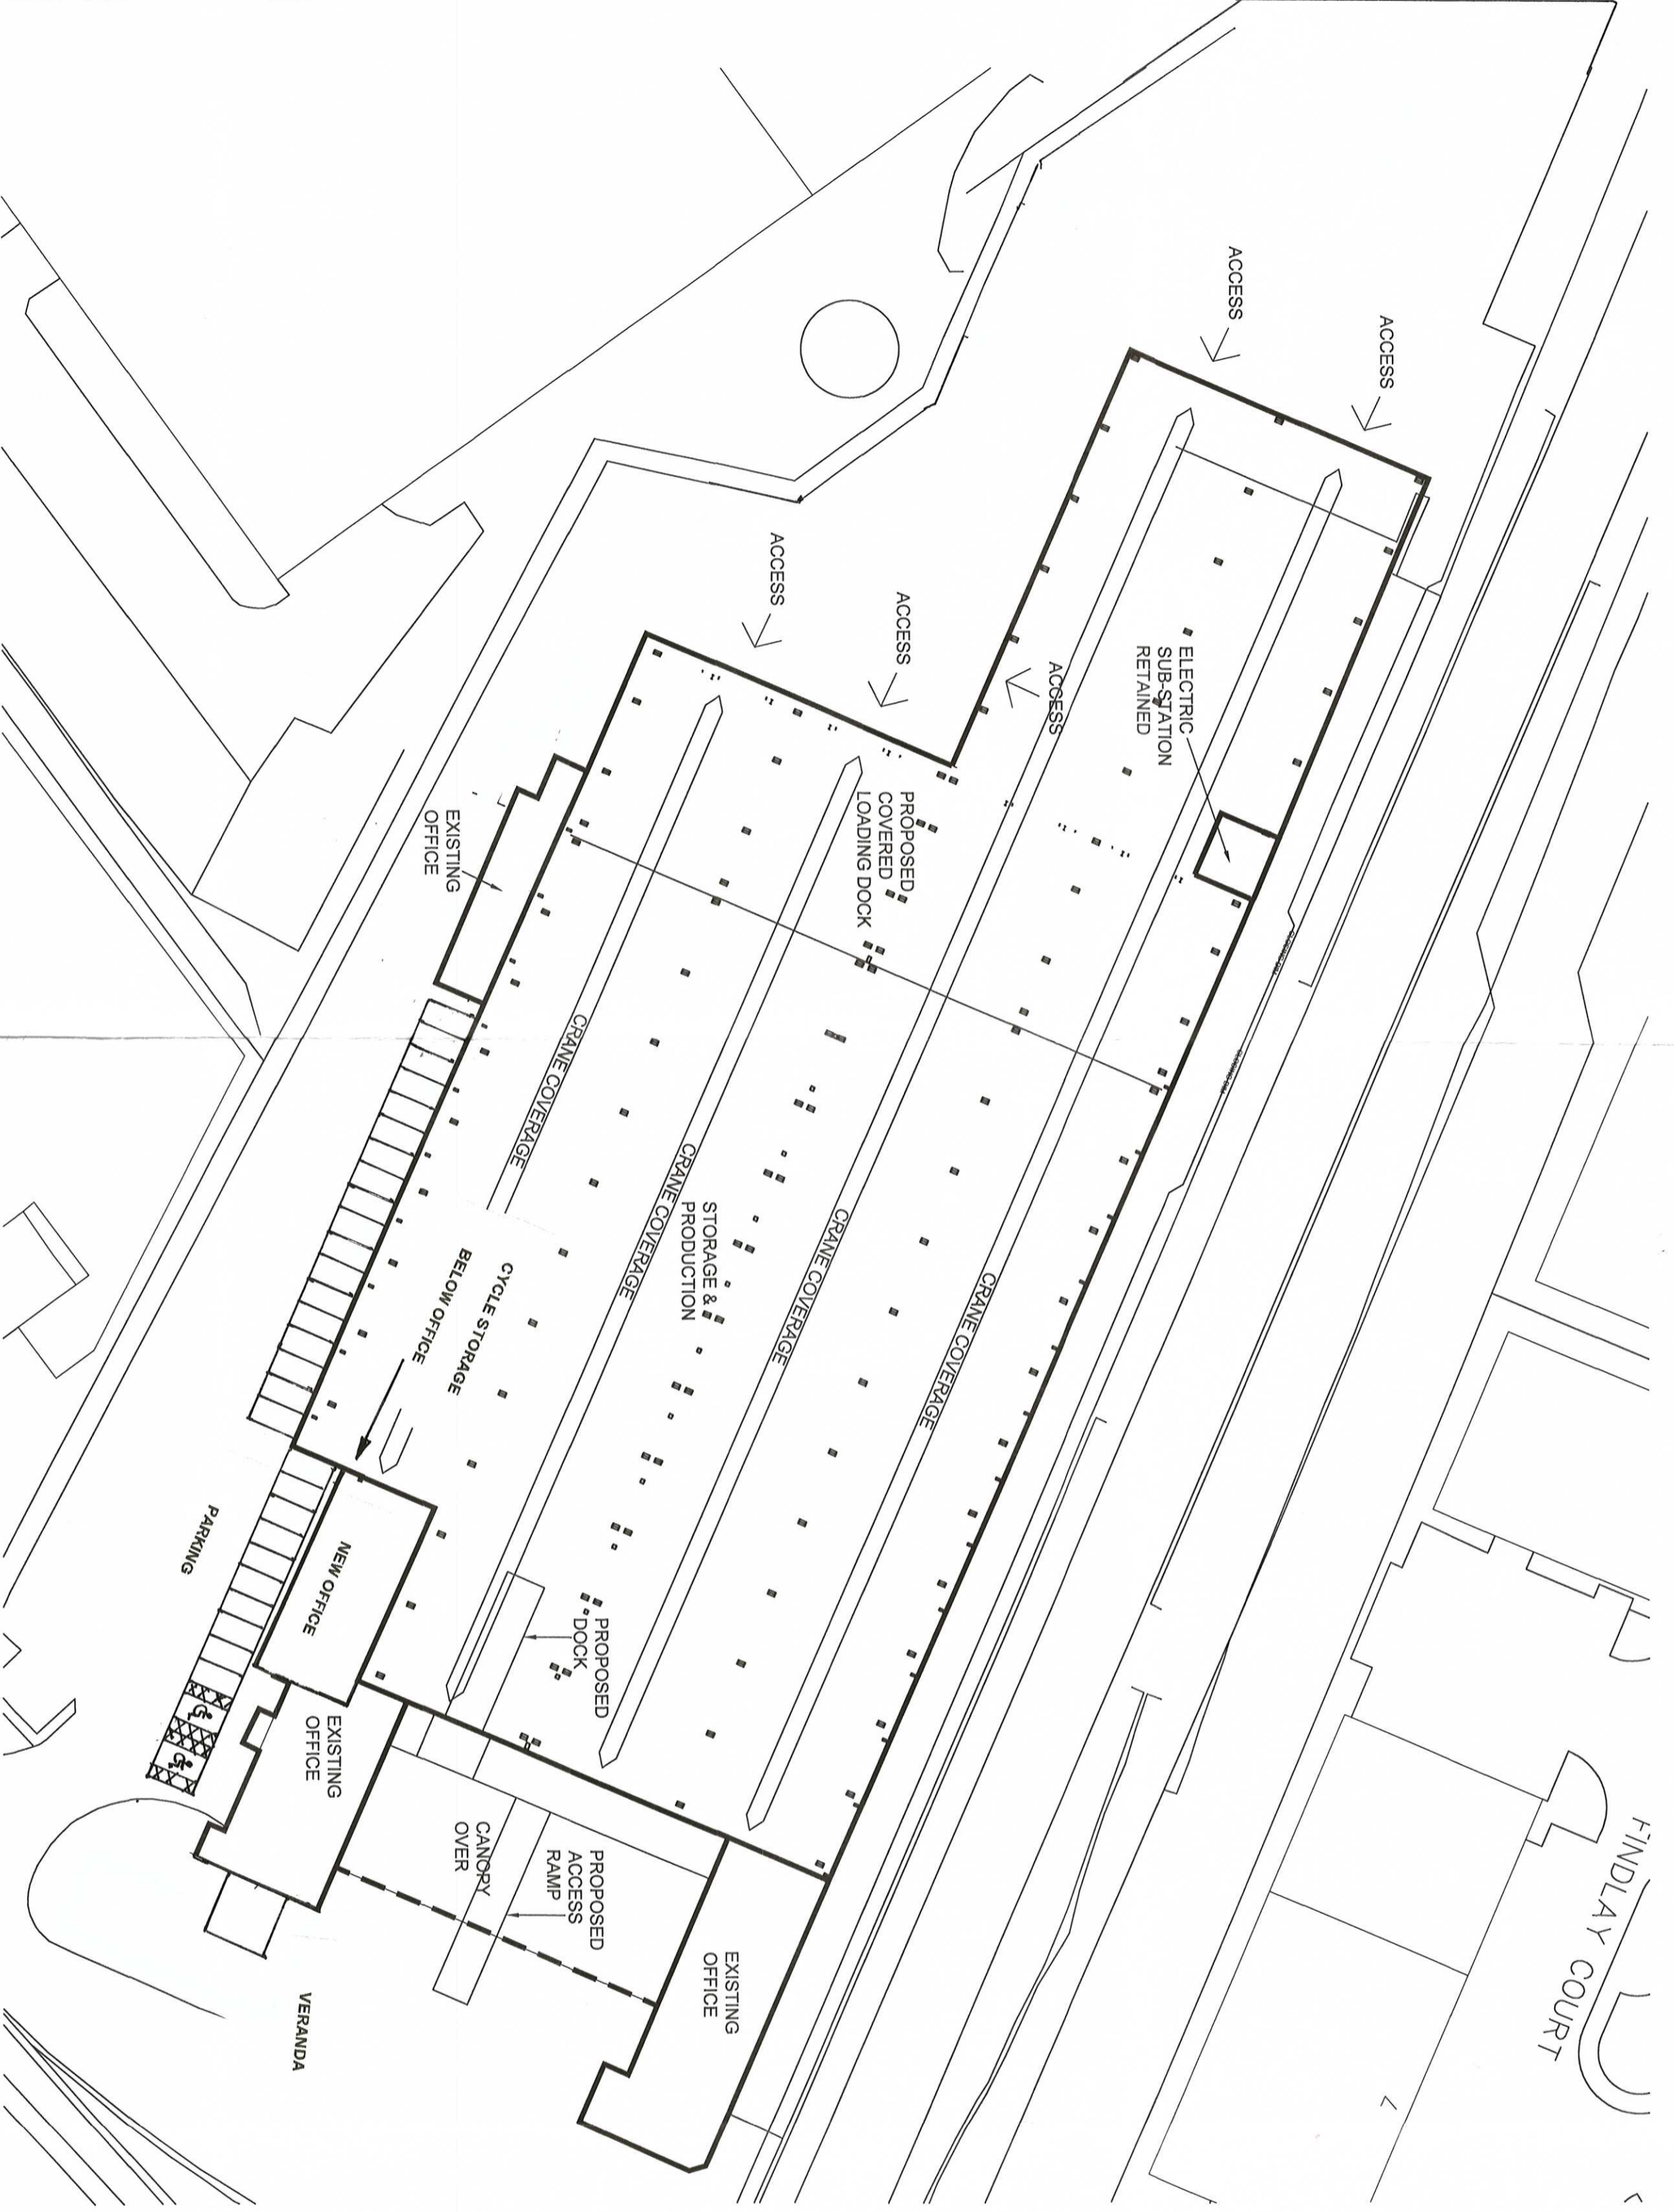 ACCESS
ACCESS
ACCESS
ACCESS
ACCESS
ELECTRIC
SUB-STATION
RETAINED
PROPOSED
COVERED
LOADING DOCK
EXISTING
OFFICE
CRANE COVERAGE
CRANE COVERAGE
CRANE COVERAGE
CRANE COVERAGE
STORAGE &
PRODUCTION
CYCLE STORAGE
BELOW OFFICE
PARKING
NEW OFFICE
PROPOSED
DOCK
EXISTING
OFFICE
CANOPY
OVER
PROPOSED
ACCESS
RAMP
EXISTING
OFFICE
VERANDA
FINDLAY COURT